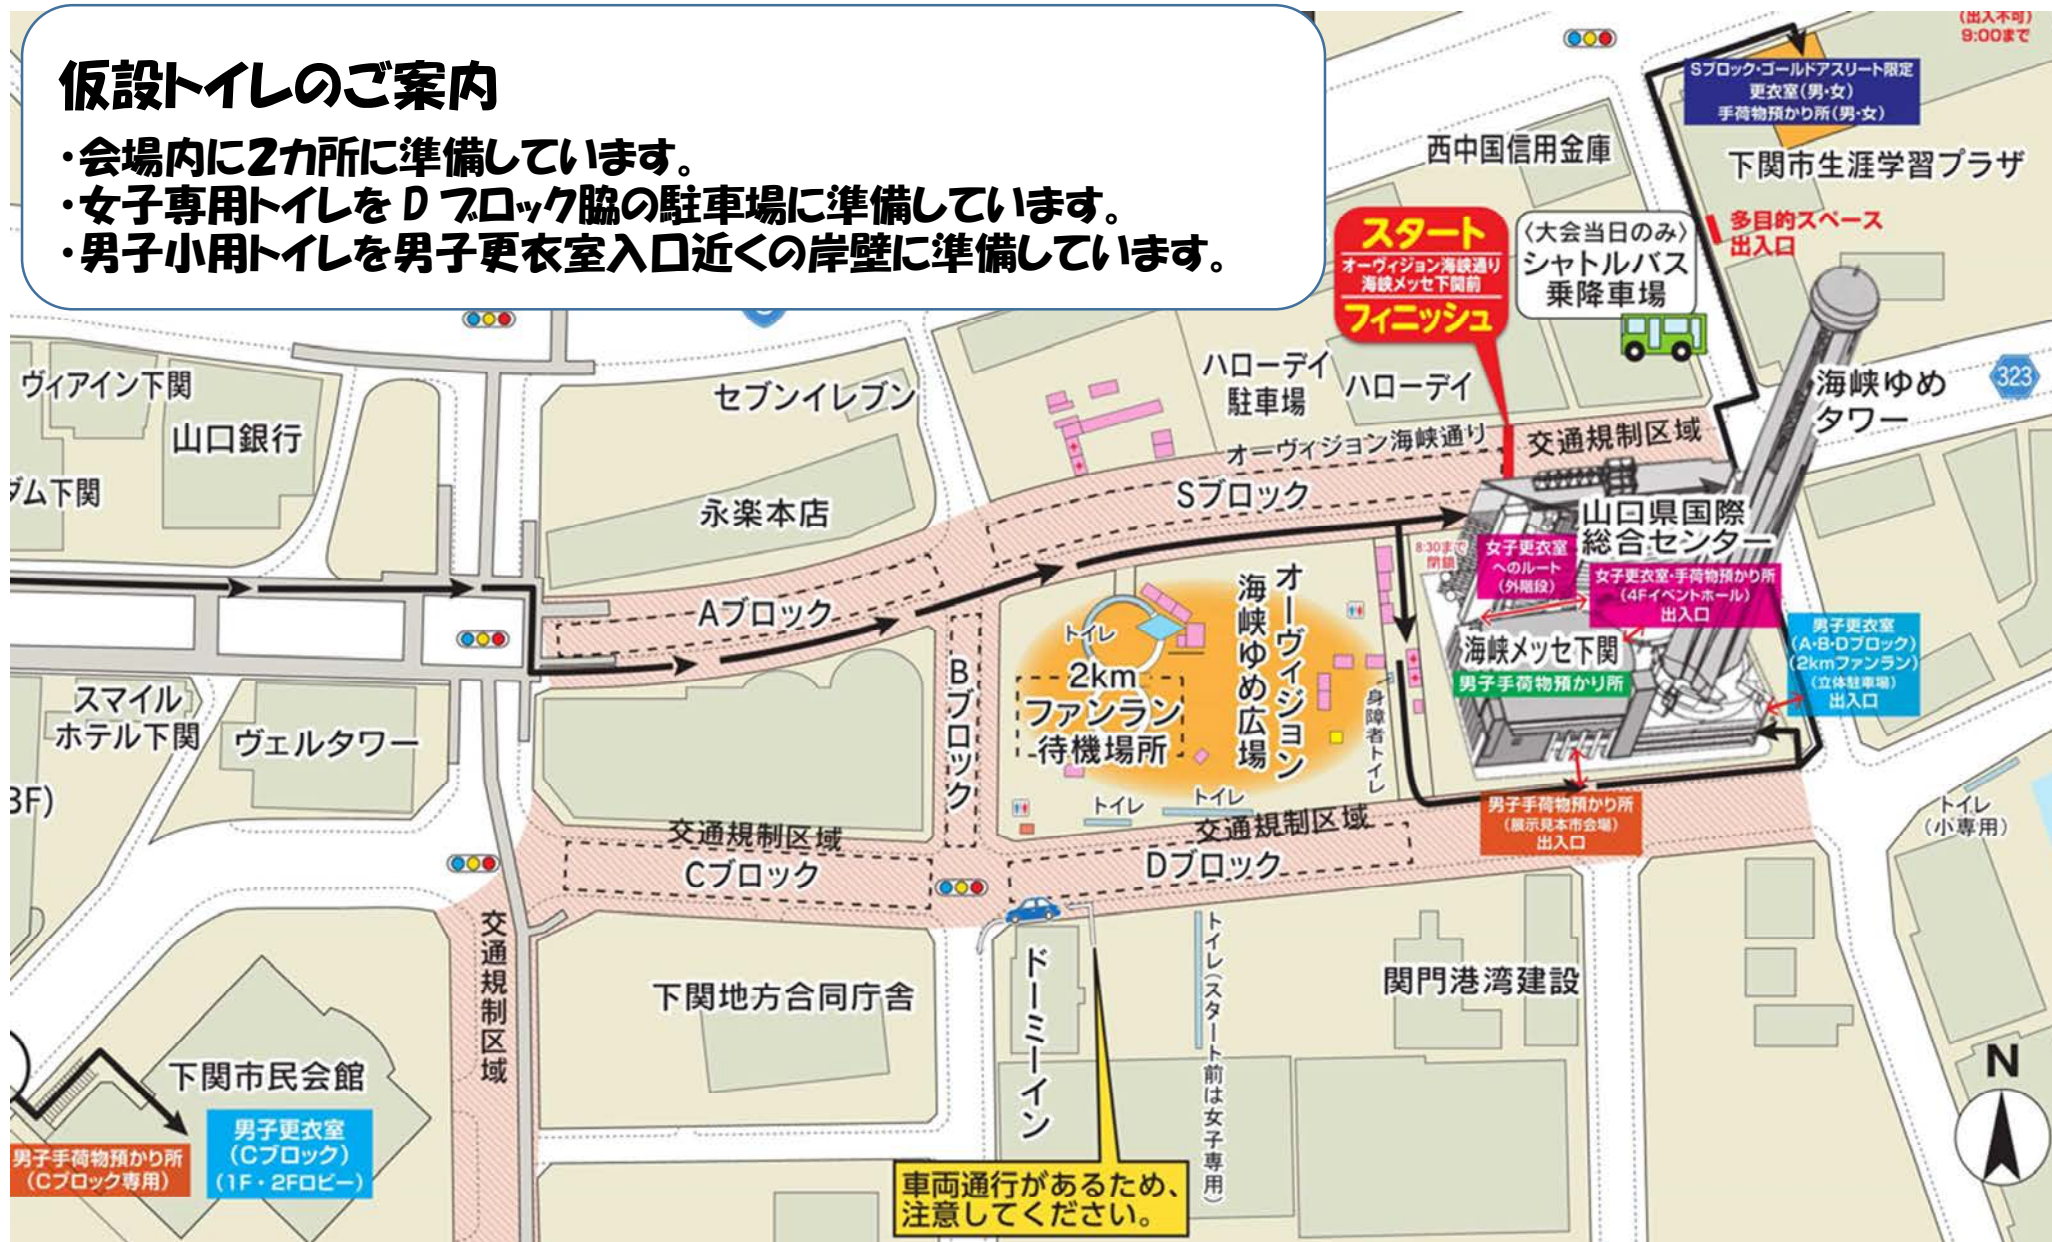 仮設トイレのご案内
・会場内に2カ所に準備しています。
・女子専用トイレをDブロック脇の駐車場に準備しています。
・男子小用トイレを男子更衣室入口近くの岸壁に準備しています。
(出入不可)
9:00まで
Sブロック・ゴールドアスリート限定
更衣室(男・女)
手荷物預かり所(男・女)
西中国信用金庫
下関市生涯学習プラザ
多目的スペース
出入口
スタート
オーヴィジョン海峡通り
海峡メッセ下関前
フィニッシュ
〈大会当日のみ〉
シャトルバス
乗降車場
ヴィアイン下関
山口銀行
ダム下関
セブンイレブン
永楽本店
ハローデイ
駐車場
ハローデイ
海峡ゆめ
タワー
323
オーヴィジョン海峡通り
交通規制区域
Sブロック
山口県国際
総合センター
8:30まで
閉鎖
女子更衣室
へのルート
(外階段)
女子更衣室・手荷物預かり所
(4Fイベントホール)
出入口
Aブロック
トイレ
2km
ファンラン
待機場所
オーヴィジョン
海峡ゆめ広場
海峡メッセ下関
男子手荷物預かり所
男子更衣室
(A・B・Dブロック)
(2kmファンラン)
(立体駐車場)
出入口
Bブロック
身障者トイレ
スマイル
ホテル下関
ヴェルタワー
3F)
トイレ
トイレ
交通規制区域
交通規制区域
男子手荷物預かり所
(展示見本市会場)
出入口
トイレ
(小専用)
Cブロック
Dブロック
交通規制区域
下関地方合同庁舎
ドーミーイン
トイレ(スタート前は女子専用)
関門港湾建設
下関市民会館
男子手荷物預かり所
(Cブロック専用)
男子更衣室
(Cブロック)
(1F・2Fロビー)
車両通行があるため、
注意してください。
N